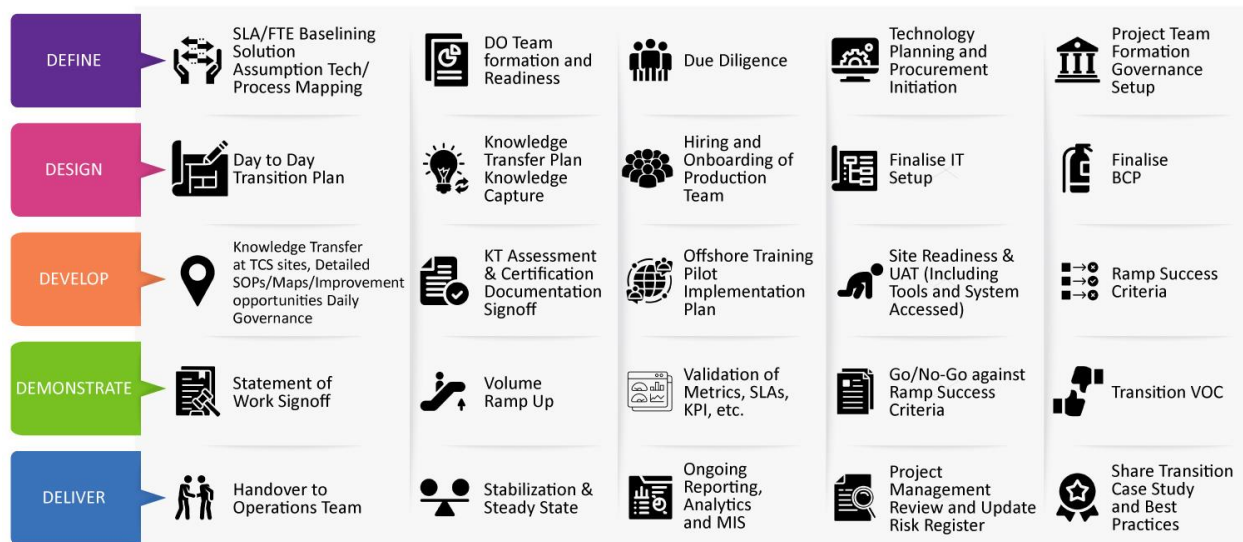 DEFINE
SLA/FTE Baselining
Solution
Assumption Tech/
Process Mapping
DO Team
formation and
Readiness
Due Diligence
Technology
Planning and
Procurement
Initiation
Project Team
Formation
Governance
Setup
DESIGN
Day to Day
Transition Plan
Knowledge
Transfer Plan
Knowledge
Capture
Hiring and
Onboarding of
Production
Team
Finalise IT
Setup
Finalise
BCP
DEVELOP
Knowledge Transfer
at TCS sites, Detailed
SOPs/Maps/Improvement
opportunities Daily
Governance
KT Assessment
& Certification
Documentation
Signoff
Offshore Training
Pilot
Implementation
Plan
Site Readiness &
UAT (Including
Tools and System
Accessed)
Ramp Success
Criteria
DEMONSTRATE
Statement of
Work Signoff
Volume
Ramp Up
Validation of
Metrics, SLAs,
KPI, etc.
Go/No-Go against
Ramp Success
Criteria
Transition VOC
DELIVER
Handover to
Operations Team
Stabilization &
Steady State
Ongoing
Reporting,
Analytics
and MIS
Project
Management
Review and Update
Risk Register
Share Transition
Case Study
and Best
Practices